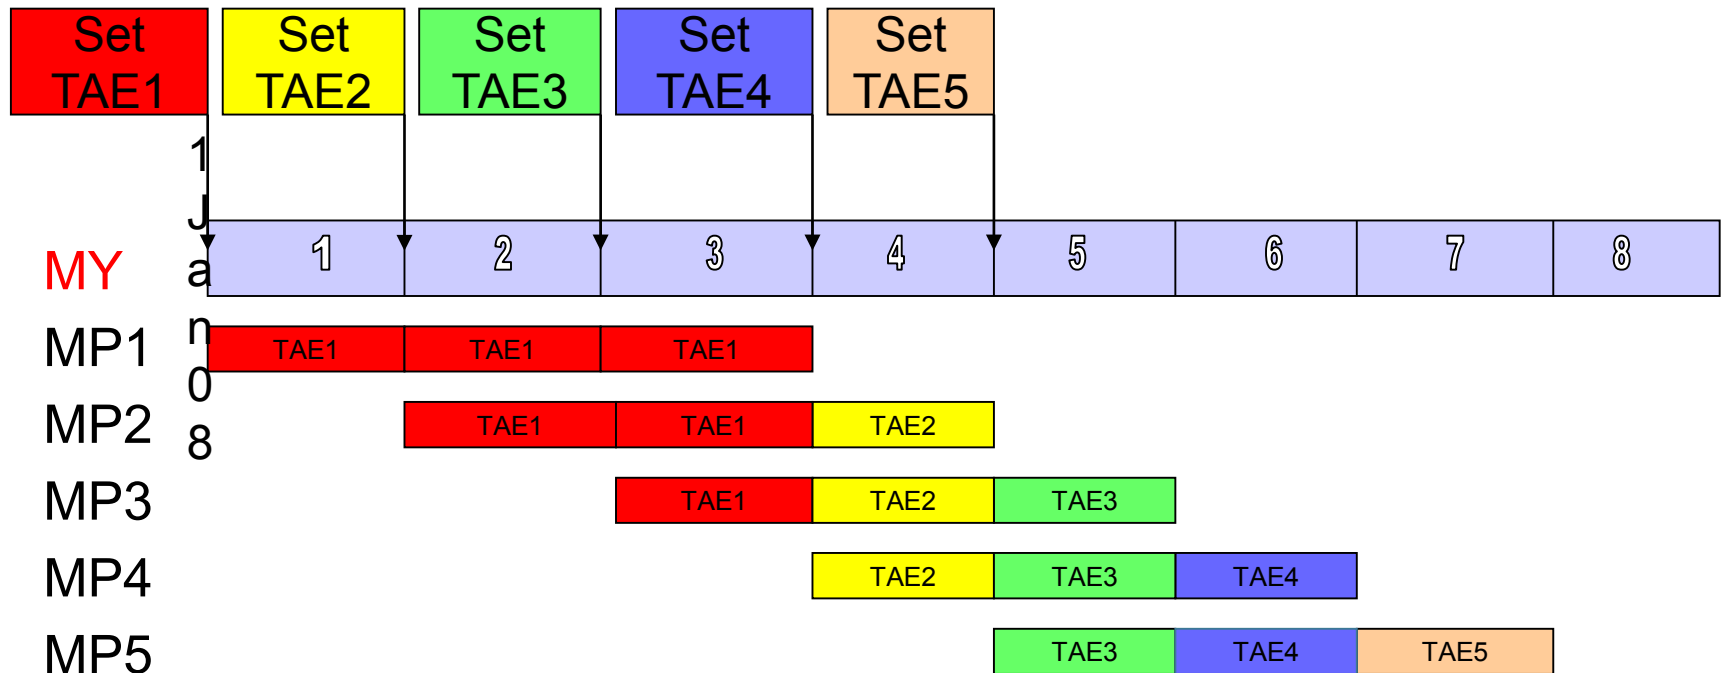 Set
TAE1
Set
TAE2
Set
TAE3
Set
TAE4
Set
TAE5
1
J
a
n
0
8
MY
1 2 3 4 5 6 7 8
MP1
TAE1 TAE1 TAE1
MP2
TAE1 TAE1 TAE2
MP3
TAE1 TAE2 TAE3
MP4
TAE2 TAE3 TAE4
MP5
TAE3 TAE4 TAE5